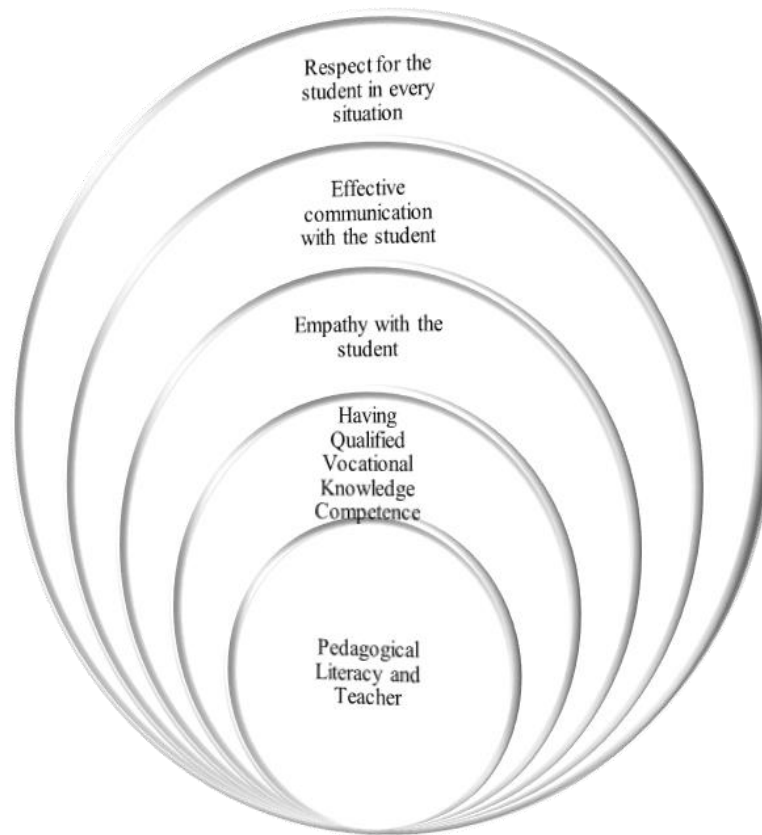 Respect for the
student in every
situation
Effective
communication
with the student
Empathy with the
student
Having
Qualified
Vocational
Knowledge
Competence
Pedagogical
Literacy and
Teacher